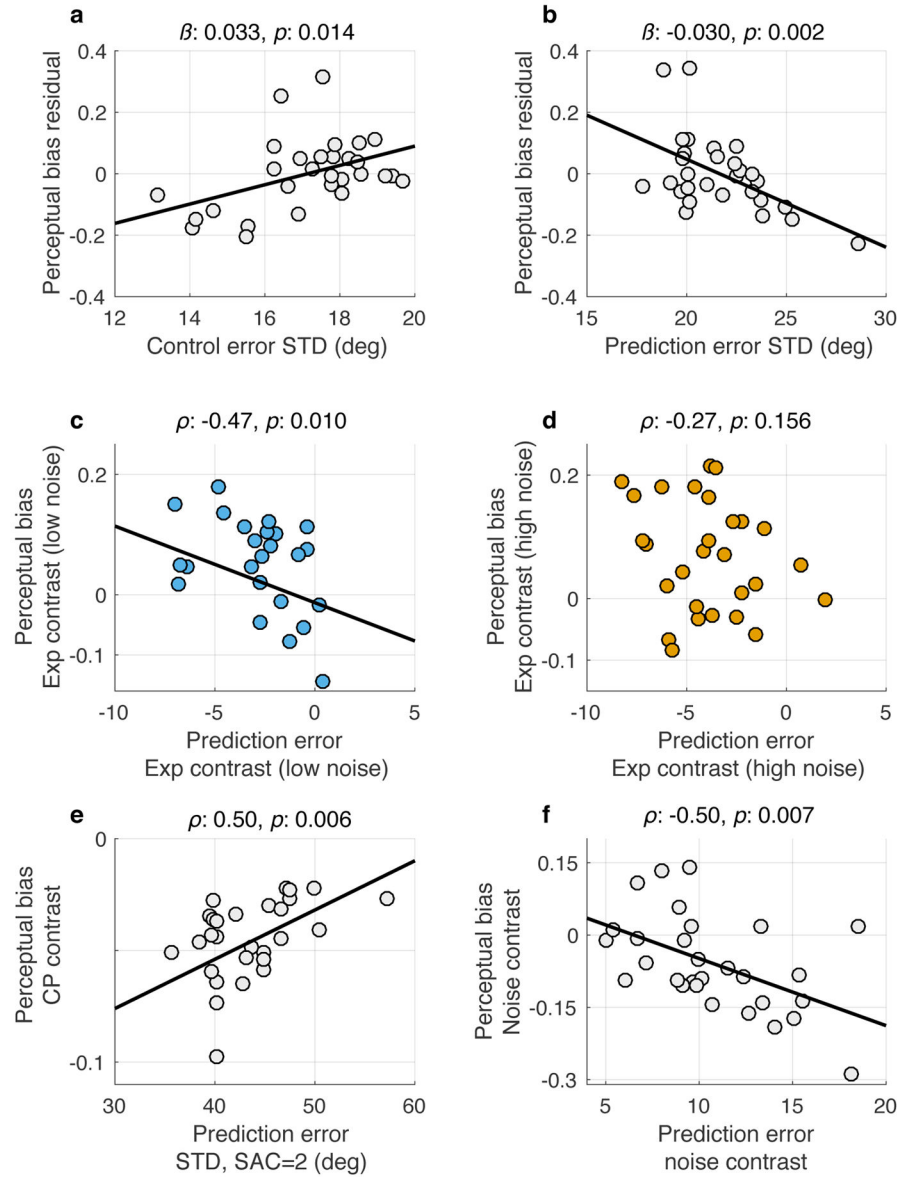 a
ß: 0.033, p: 0.014
Perceptual bias residual
0.4
0.2
0
-0.2
-0.4
12 14 16 18 20
Control error STD (deg)
b
ß: -0.030, p: 0.002
Perceptual bias residual
0.4
0.2
0
-0.2
-0.4
15 20 25 30
Prediction error STD (deg)
c
ρ: -0.47, p: 0.010
Perceptual bias
Exp contrast (low noise)
0.2
0
-0.1
-10 -5 0 5
Prediction error
Exp contrast (low noise)
d
ρ: -0.27, p: 0.156
Perceptual bias
Exp contrast (high noise)
0.2
0
-0.1
-10 -5 0 5
Prediction error
Exp contrast (high noise)
e
ρ: 0.50, p: 0.006
Perceptual bias
CP contrast
0
-0.1
30 40 50 60
Prediction error
STD, SAC=2 (deg)
f
ρ: -0.50, p: 0.007
Perceptual bias
Noise contrast
0.15
0
-0.15
-0.3
5 10 15 20
Prediction error
noise contrast